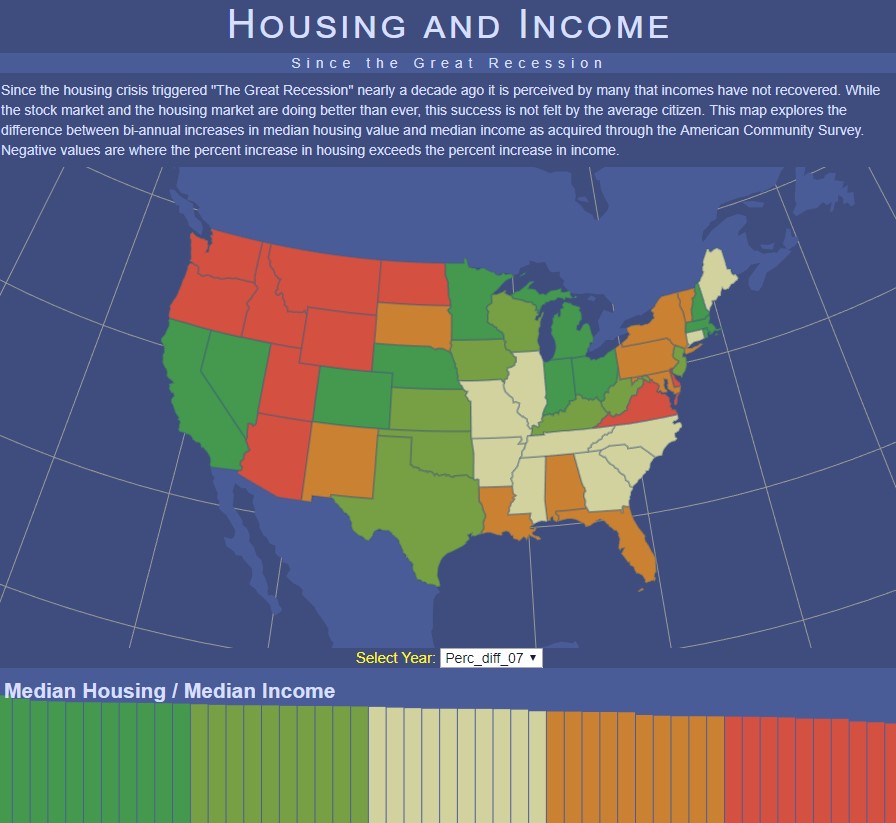 HOUSING AND INCOME
Since the Great Recession
Since the housing crisis triggered "The Great Recession" nearly a decade ago it is perceived by many that incomes have not recovered. While
the stock market and the housing market are doing better than ever, this success is not felt by the average citizen. This map explores the
difference between bi-annual increases in median housing value and median income as acquired through the American Community Survey.
Negative values are where the percent increase in housing exceeds the percent increase in income.
Select Year: Perc_diff_07
Median Housing / Median Income